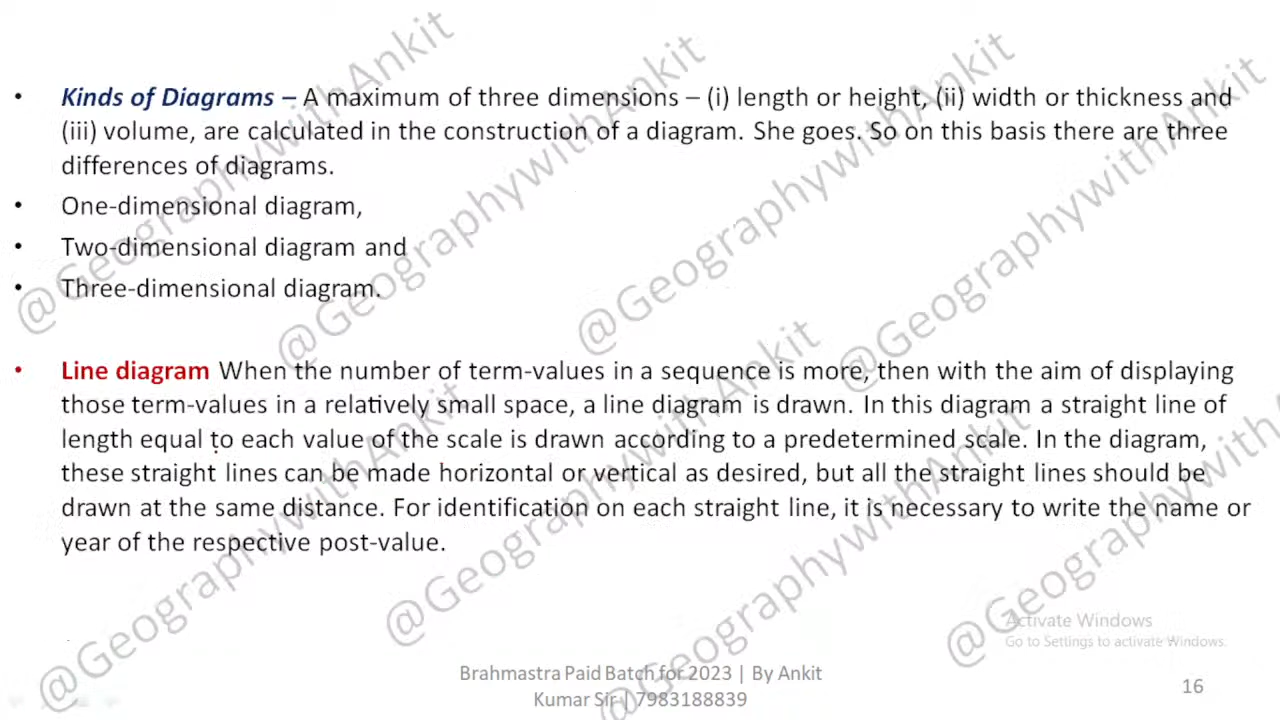 • Kinds of Diagrams – A maximum of three dimensions – (i) length or height, (ii) width or thickness and
(iii) volume, are calculated in the construction of a diagram. She goes. So on this basis there are three
differences of diagrams.
• One-dimensional diagram,
• Two-dimensional diagram and
• Three-dimensional diagram.
• Line diagram When the number of term-values in a sequence is more, then with the aim of displaying
those term-values in a relatively small space, a line diagram is drawn. In this diagram a straight line of
length equal to each value of the scale is drawn according to a predetermined scale. In the diagram,
these straight lines can be made horizontal or vertical as desired, but all the straight lines should be
drawn at the same distance. For identification on each straight line, it is necessary to write the name or
year of the respective post-value.
@GeographywithAnkit
@GeographywithAnkit
@GeographywithAnkit
@GeographywithAnkit
@GeographywithAnkit
@GeographywithAnkit
@GeographywithAnkit
@GeographywithAnkit
Activate Windows
Go to Settings to activate Windows.
Brahmastra Paid Batch for 2023 | By Ankit
Kumar Sir | 7983188839
16